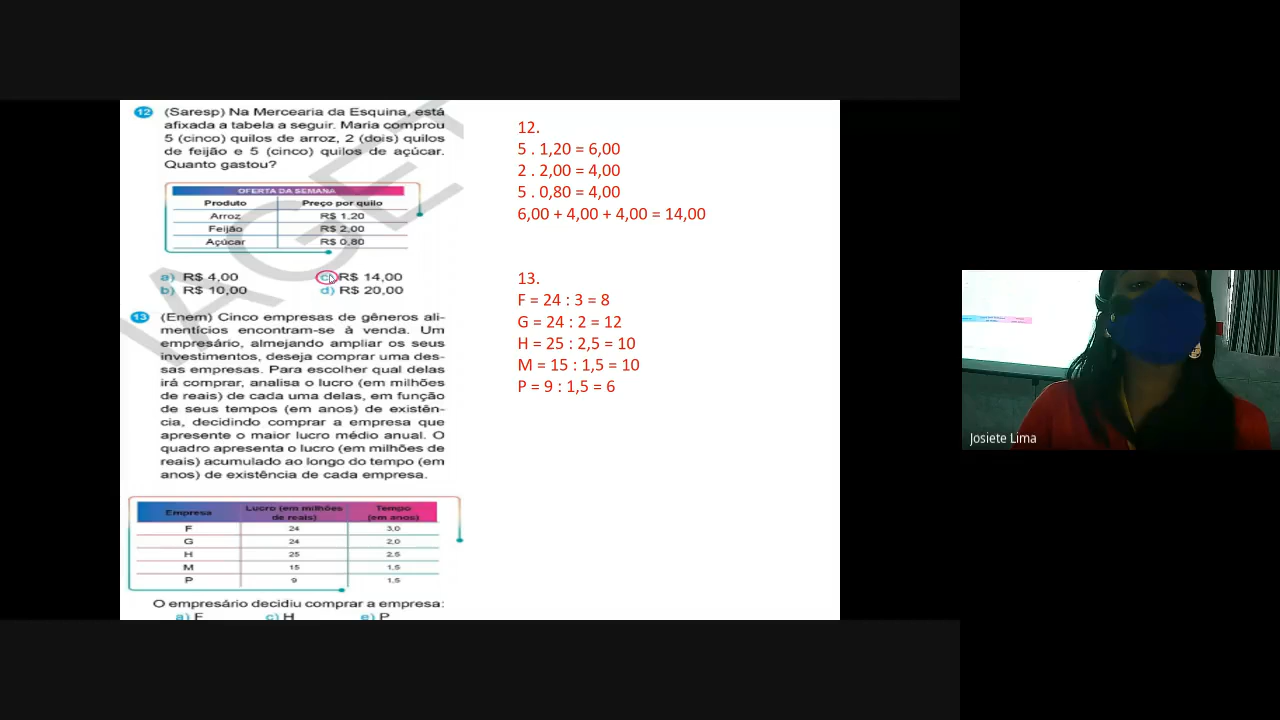 12 (Saresp) Na Mercearia da Esquina, está
afixada a tabela a seguir. Maria comprou
5 (cinco) quilos de arroz, 2 (dois) quilos
de feijão e 5 (cinco) quilos de açúcar.
Quanto gastou?
OFERTA DA SEMANA
Produto Preço por quilo
Arroz R$ 1,20
Feijão R$ 2,00
Açúcar R$ 0,80
a) R$ 4,00 c) R$ 14,00
b) R$ 10,00 d) R$ 20,00
13 (Enem) Cinco empresas de gêneros ali-
mentícios encontram-se à venda. Um
empresário, almejando ampliar os seus
investimentos, deseja comprar uma des-
sas empresas. Para escolher qual delas
irá comprar, analisa o lucro (em milhões
de reais) de cada uma delas, em função
de seus tempos (em anos) de existên-
cia, decidindo comprar a empresa que
apresente o maior lucro médio anual. O
quadro apresenta o lucro (em milhões de
reais) acumulado ao longo do tempo (em
anos) de existência de cada empresa.
Empresa Lucro (em milhões de reais) Tempo (em anos)
F 24 3,0
G 24 2,0
H 25 2,5
M 15 1,5
P 9 1,5
O empresário decidiu comprar a empresa:
a) F c) H e) P
12.
5 . 1,20 = 6,00
2 . 2,00 = 4,00
5 . 0,80 = 4,00
6,00 + 4,00 + 4,00 = 14,00
13.
F = 24 : 3 = 8
G = 24 : 2 = 12
H = 25 : 2,5 = 10
M = 15 : 1,5 = 10
P = 9 : 1,5 = 6
Josiete Lima